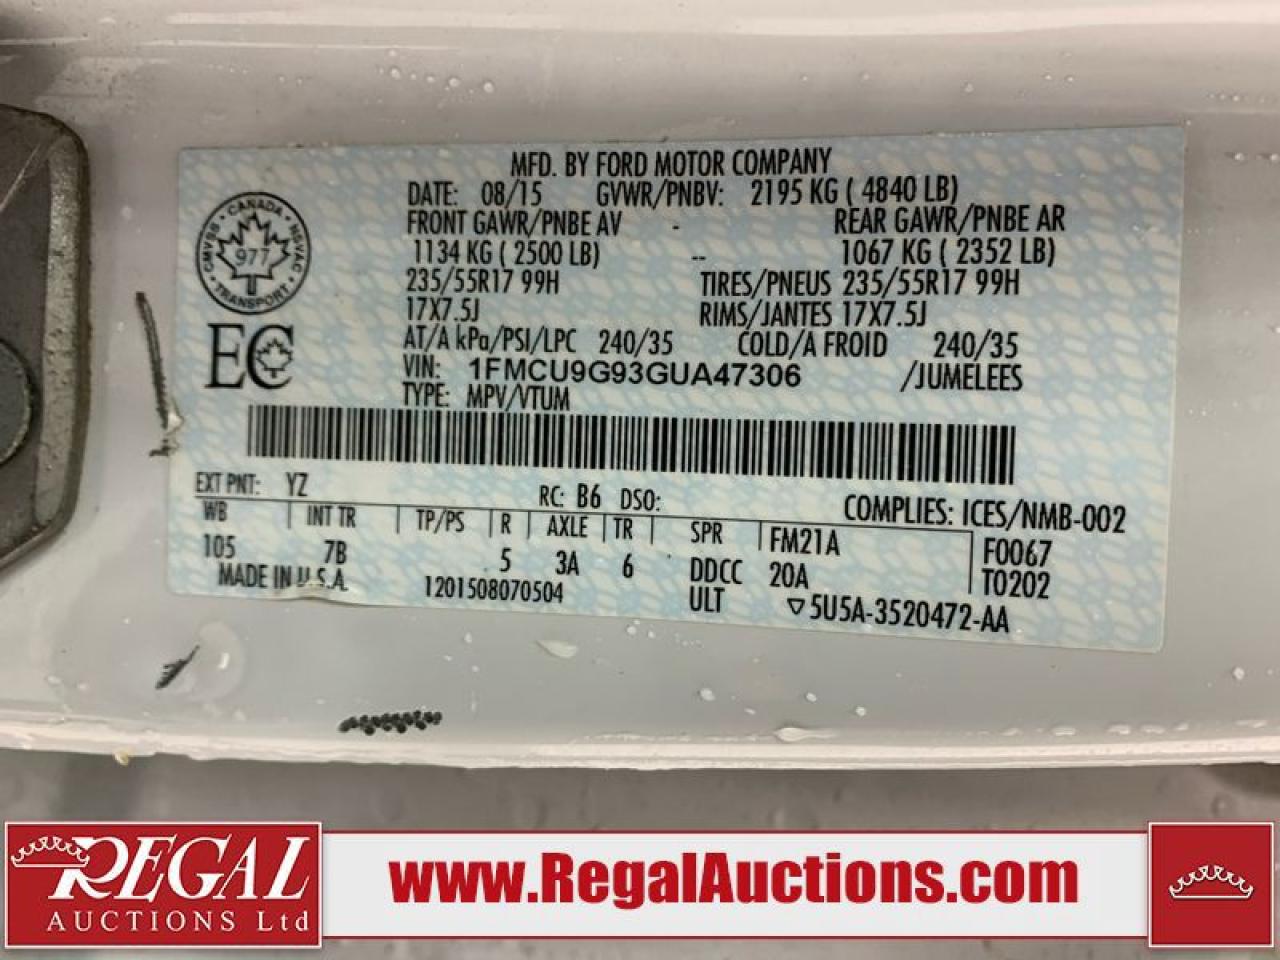 MFD. BY FORD MOTOR COMPANY
DATE: 08/15 GVWR/PNBV: 2195 KG ( 4840 LB)
FRONT GAWR/PNBE AV - REAR GAWR/PNBE AR
1134 KG ( 2500 LB) -- 1067 KG ( 2352 LB)
235/55R17 99H TIRES/PNEUS 235/55R17 99H
17X7.5J RIMS/JANTES 17X7.5J
AT/A kPa/PSI/LPC 240/35 COLD/A FROID 240/35
VIN: 1FMCU9G93GUA47306 /JUMELEES
TYPE: MPV/VTUM
CANADA
CMVSS NSVAC
977
TRANSPORT
EC
EXT PNT: YZ RC: B6 DSO: COMPLIES: ICES/NMB-002
WB INT TR TP/PS R AXLE TR SPR FM21A F0067
105 7B 5 3A 6 DDCC 20A T0202
MADE IN U.S.A. 1201508070504 ULT 5U5A-3520472-AA
REGAL
AUCTIONS Ltd
www.RegalAuctions.com